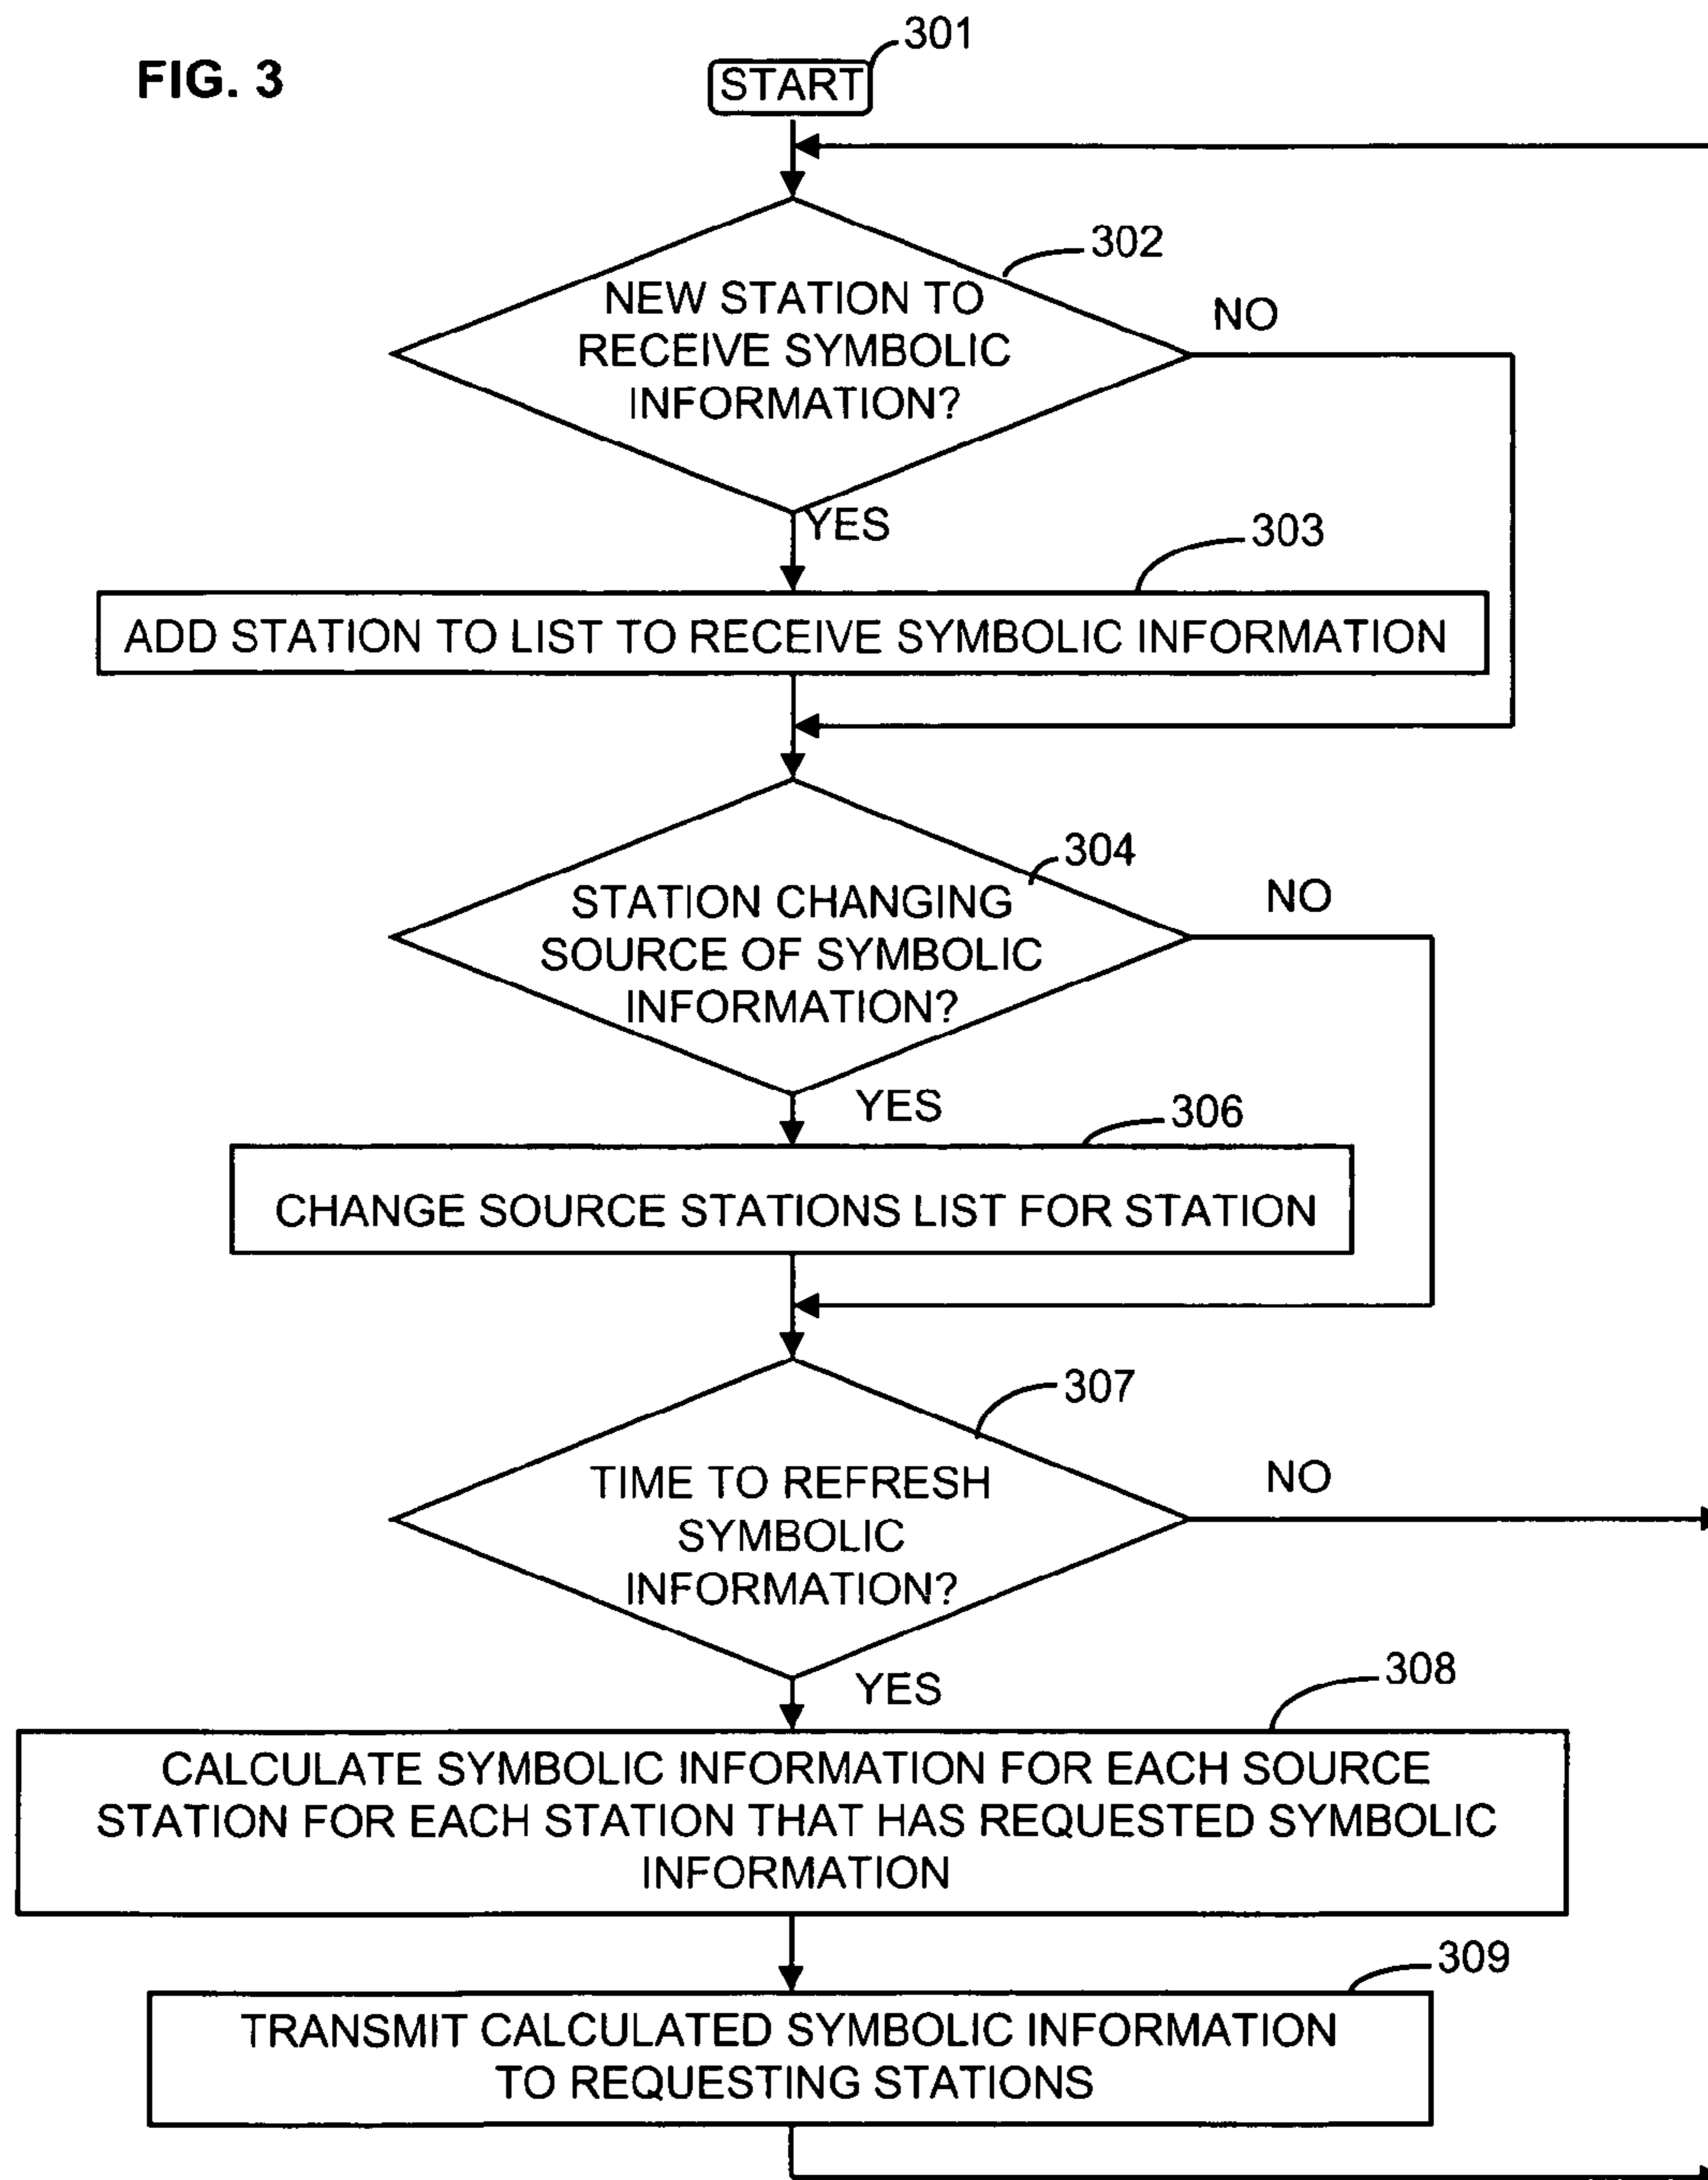 FIG. 3
301
START
302
NEW STATION TO
RECEIVE SYMBOLIC
INFORMATION?
NO
YES
303
ADD STATION TO LIST TO RECEIVE SYMBOLIC INFORMATION
304
STATION CHANGING
SOURCE OF SYMBOLIC
INFORMATION?
NO
YES
306
CHANGE SOURCE STATIONS LIST FOR STATION
307
TIME TO REFRESH
SYMBOLIC
INFORMATION?
NO
YES
308
CALCULATE SYMBOLIC INFORMATION FOR EACH SOURCE
STATION FOR EACH STATION THAT HAS REQUESTED SYMBOLIC
INFORMATION
309
TRANSMIT CALCULATED SYMBOLIC INFORMATION
TO REQUESTING STATIONS